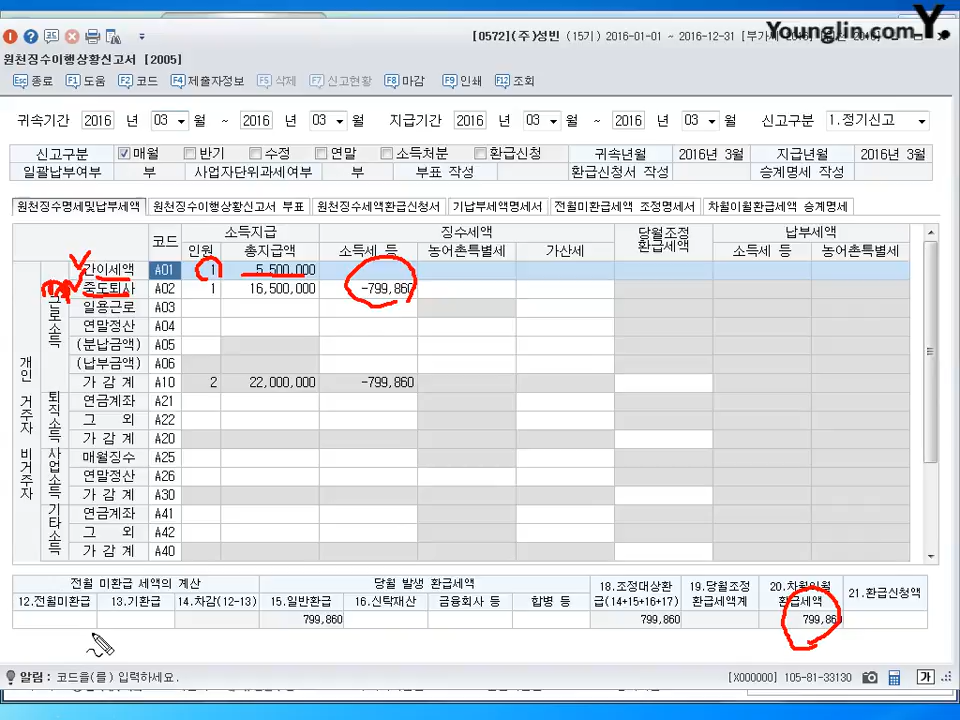 Younglin.com Y.
[0572](주)성빈 (15기) 2016-01-01 ~ 2016-12-31 [부가세 2016]
원천징수이행상황신고서 [2005]
Esc 종료 F1 도움 F2 코드 F4 제출자정보 F5 삭제 F7 신고현황 F8 마감 F9 인쇄 F12 조회
귀속기간 2016 년 03 월 ~ 2016 년 03 월 지급기간 2016 년 03 월 ~ 2016 년 03 월 신고구분 1.정기신고
신고구분 매월 반기 수정 연말 소득처분 환급신청 귀속년월 2016년 3월 지급년월 2016년 3월
일괄납부여부 부 사업자단위과세여부 부 부표 작성 환급신청서 작성 승계명세 작성
원천징수명세및납부세액 원천징수이행상황신고서 부표 원천징수세액환급신청서 기납부세액명세서 전월미환급세액 조정명세서 차월이월환급세액 승계명세
코드 소득지급 징수세액 당월조정 환급세액 납부세액
인원 총지급액 소득세 등 농어촌특별세 가산세 소득세 등 농어촌특별세
개인 거주자 비거주자
근로소득
간이세액 A01 1 5,500,000
중도퇴사 A02 1 16,500,000 -799,860
일용근로 A03
연말정산 A04
(분납금액) A05
(납부금액) A06
가 감 계 A10 2 22,000,000 -799,860
퇴직소득
연금계좌 A21
그 외 A22
가 감 계 A20
사업소득
매월징수 A25
연말정산 A26
가 감 계 A30
기타소득
연금계좌 A41
그 외 A42
가 감 계 A40
전월 미환급 세액의 계산 당월 발생 환급세액 18.조정대상환급(14+15+16+17) 19.당월조정 환급세액계 20.차월이월 환급세액 21.환급신청액
12.전월미환급 13.기환급 14.차감(12-13) 15.일반환급 16.신탁재산 금융회사 등 합병 등
799,860 799,860 799,860
알림 : 코드을(를) 입력하세요. [X000000] 105-81-33130 가